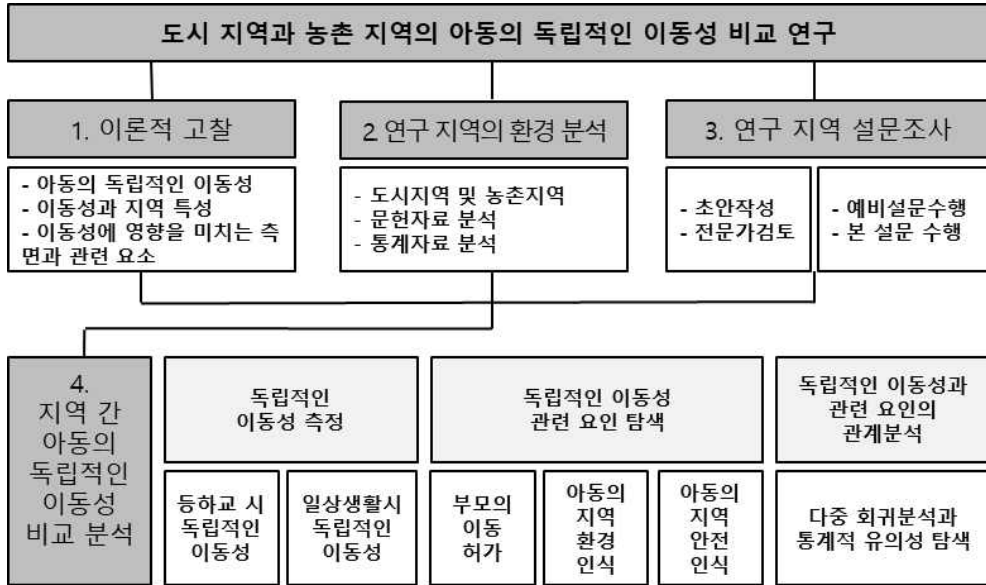 도시 지역과 농촌 지역의 아동의 독립적인 이동성 비교 연구
1. 이론적 고찰
- 아동의 독립적인 이동성
- 이동성과 지역 특성
- 이동성에 영향을 미치는 측
면과 관련 요소
2. 연구 지역의 환경 분석
- 도시지역 및 농촌지역
- 문헌자료 분석
- 통계자료 분석
3. 연구 지역 설문조사
- 초안작성
- 전문가검토
- 예비설문수행
- 본 설문 수행
4.
지역 간
아동의
독립적인
이동성
비교 분석
독립적인
이동성 측정
등하교 시
독립적인
이동성
일상생활시
독립적인
이동성
독립적인 이동성
관련 요인 탐색
부모의
이동
허가
아동의
지역
환경
인식
아동의
지역
안전
인식
독립적인 이동성과
관련 요인의
관계분석
다중 회귀분석과
통계적 유의성 탐색